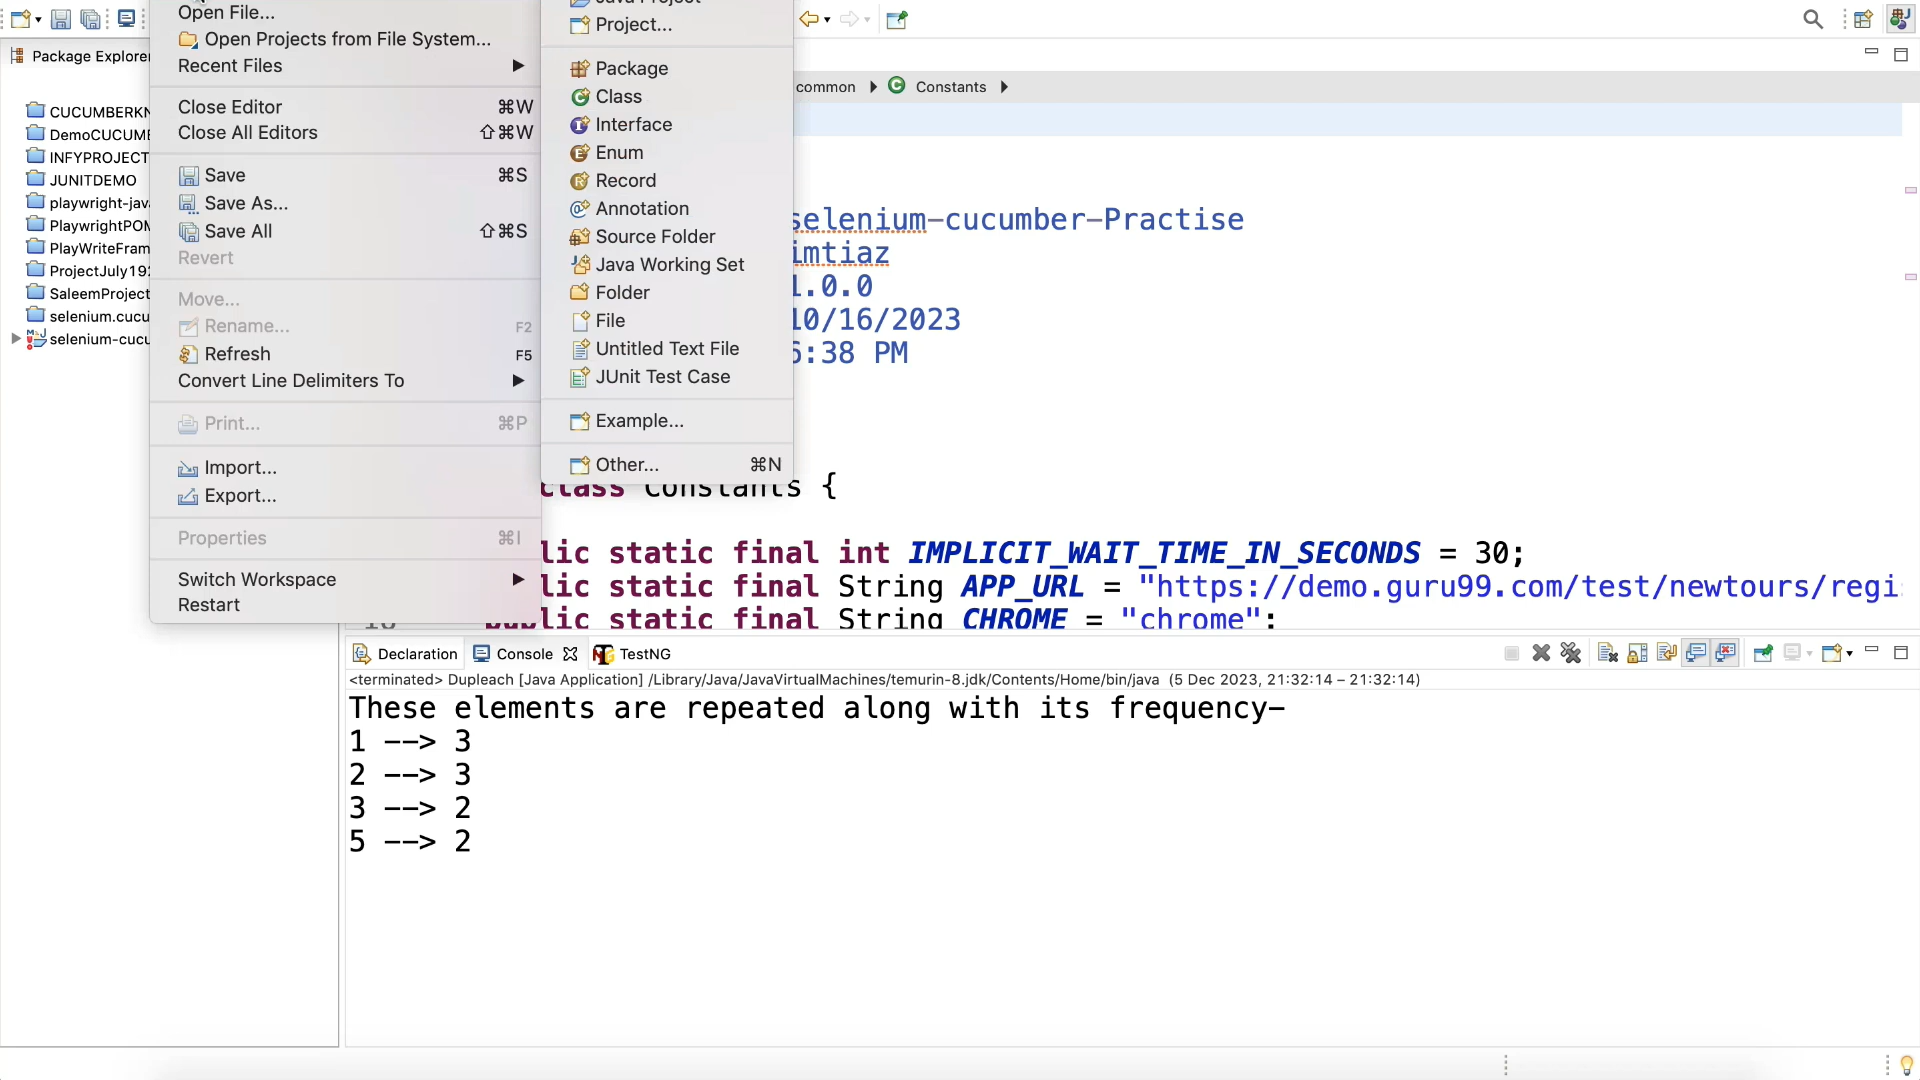 Open File...
Open Projects from File System...
Recent Files
Close Editor ⌘W
Close All Editors ⇧⌘W
Save ⌘S
Save As...
Save All ⇧⌘S
Revert
Move...
Rename... F2
Refresh F5
Convert Line Delimiters To
Print... ⌘P
Import...
Export...
Properties ⌘I
Switch Workspace
Restart
Java Project
Project...
Package
Class
Interface
Enum
Record
Annotation
Source Folder
Java Working Set
Folder
File
Untitled Text File
JUnit Test Case
Example...
Other... ⌘N
Package Explorer
CUCUMBERKN
DemoCUCUMB
INFYPROJECT
JUNITDEMO
playwright-java
PlaywrightPOM
PlayWriteFram
ProjectJuly192
SaleemProject
selenium.cucu
selenium-cucu
common Constants
selenium-cucumber-Practise
imtiaz
1.0.0
10/16/2023
6:38 PM
class Constants {
lic static final int IMPLICIT_WAIT_TIME_IN_SECONDS = 30;
lic static final String APP_URL = "https://demo.guru99.com/test/newtours/regi
public static final String CHROME = "chrome";
Declaration Console TestNG
<terminated> Dupleach [Java Application] /Library/Java/JavaVirtualMachines/temurin-8.jdk/Contents/Home/bin/java (5 Dec 2023, 21:32:14 – 21:32:14)
These elements are repeated along with its frequency-
1 --> 3
2 --> 3
3 --> 2
5 --> 2